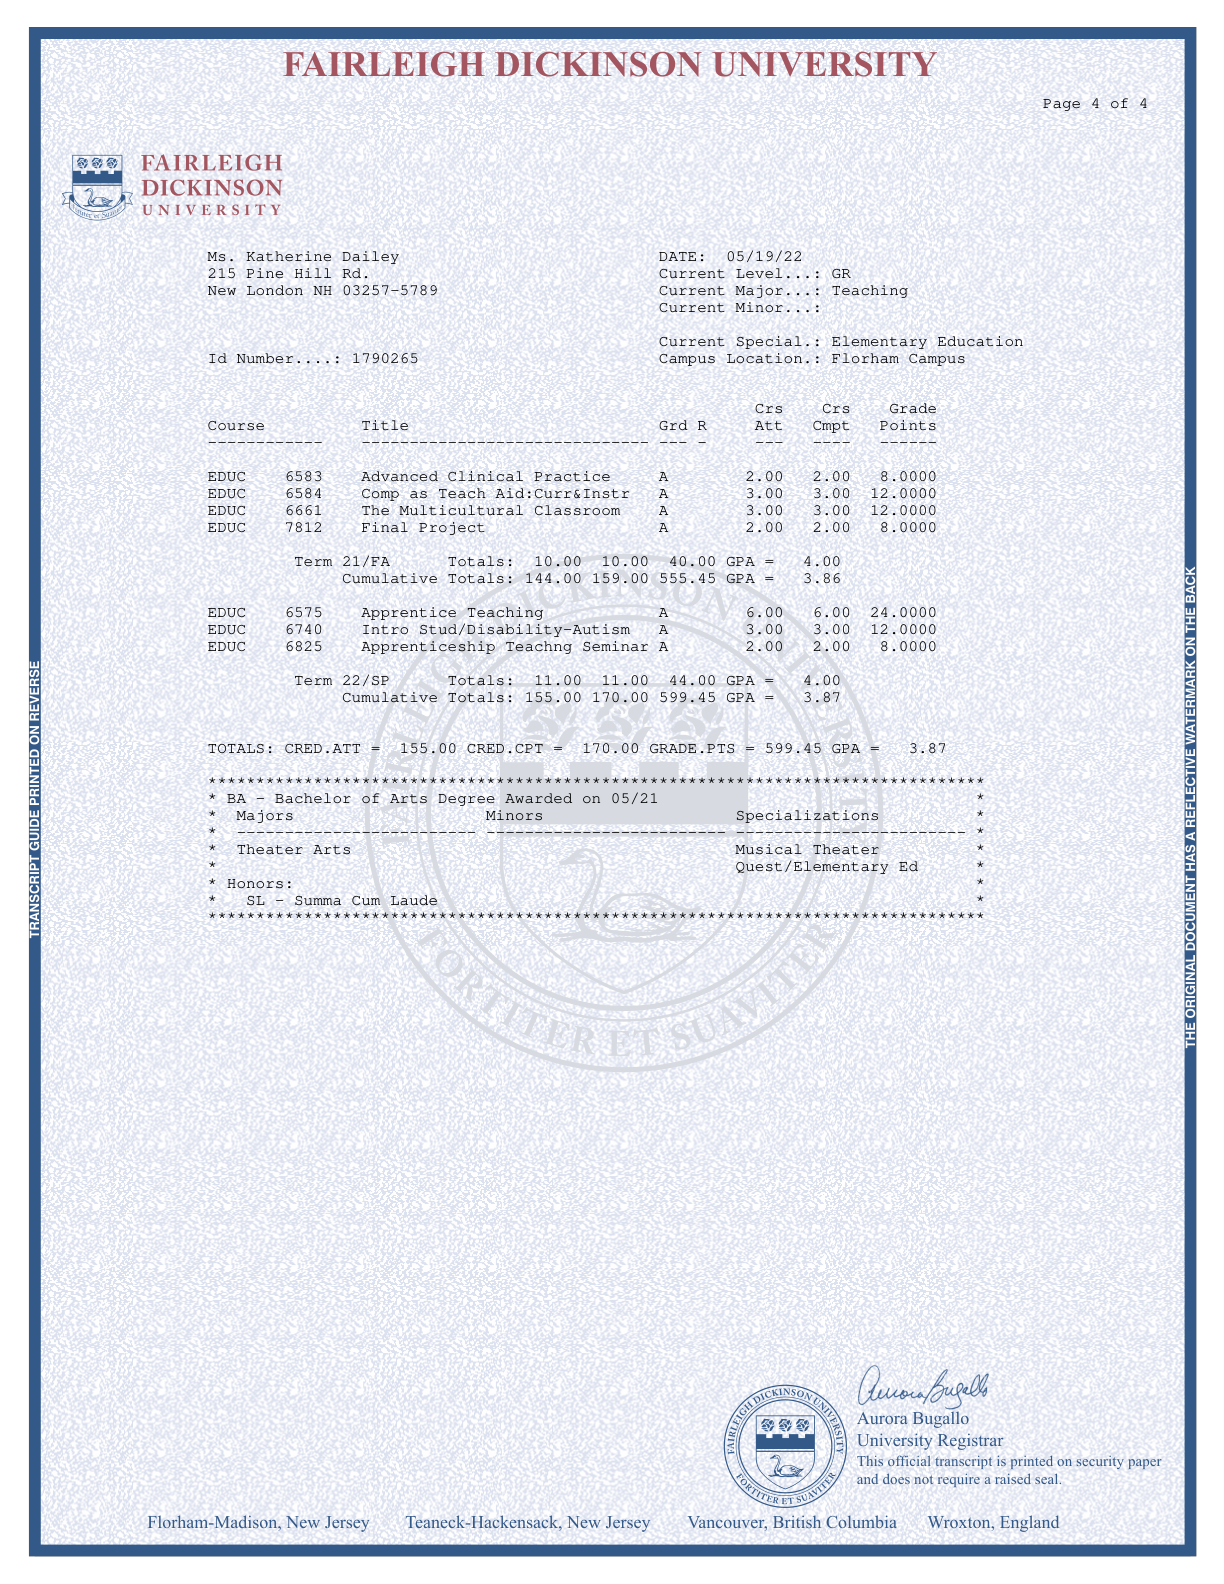 FAIRLEIGH DICKINSON UNIVERSITY
Page 4 of 4
FAIRLEIGH
DICKINSON
UNIVERSITY
Fortiter et Suaviter
Ms. Katherine Dailey DATE: 05/19/22
215 Pine Hill Rd. Current Level...: GR
New London NH 03257-5789 Current Major...: Teaching
Current Minor...:
Current Special.: Elementary Education
Id Number....: 1790265 Campus Location.: Florham Campus
Crs Crs Grade
Course Title Grd R Att Cmpt Points
------------ ------------------------------ --- - --- ---- ------
EDUC 6583 Advanced Clinical Practice A 2.00 2.00 8.0000
EDUC 6584 Comp as Teach Aid:Curr&Instr A 3.00 3.00 12.0000
EDUC 6661 The Multicultural Classroom A 3.00 3.00 12.0000
EDUC 7812 Final Project A 2.00 2.00 8.0000
Term 21/FA Totals: 10.00 10.00 40.00 GPA = 4.00
Cumulative Totals: 144.00 159.00 555.45 GPA = 3.86
EDUC 6575 Apprentice Teaching A 6.00 6.00 24.0000
EDUC 6740 Intro Stud/Disability-Autism A 3.00 3.00 12.0000
EDUC 6825 Apprenticeship Teachng Seminar A 2.00 2.00 8.0000
Term 22/SP Totals: 11.00 11.00 44.00 GPA = 4.00
Cumulative Totals: 155.00 170.00 599.45 GPA = 3.87
TOTALS: CRED.ATT = 155.00 CRED.CPT = 170.00 GRADE.PTS = 599.45 GPA = 3.87
*********************************************************************************
* BA - Bachelor of Arts Degree Awarded on 05/21 *
* Majors Minors Specializations *
* ------------------------- ------------------------- ------------------------ *
* Theater Arts Musical Theater *
* Quest/Elementary Ed *
* Honors: *
* SL - Summa Cum Laude *
*********************************************************************************
FAIRLEIGH DICKINSON UNIVERSITY
FORTITER ET SUAVITER
TRANSCRIPT GUIDE PRINTED ON REVERSE
THE ORIGINAL DOCUMENT HAS A REFLECTIVE WATERMARK ON THE BACK
FAIRLEIGH DICKINSON UNIVERSITY
FORTITER ET SUAVITER
Aurora Bugallo
Aurora Bugallo
University Registrar
This official transcript is printed on security paper
and does not require a raised seal.
Florham-Madison, New Jersey Teaneck-Hackensack, New Jersey Vancouver, British Columbia Wroxton, England